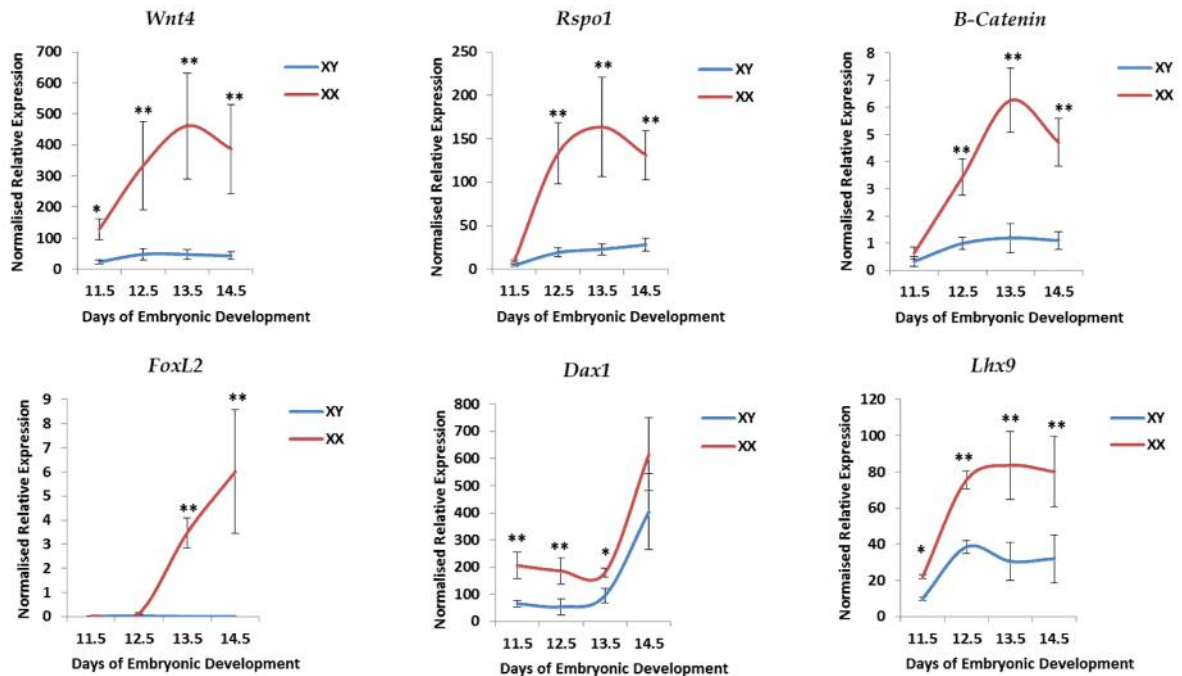 Wnt4
Normalised Relative Expression
700
600
500
400
300
200
100
0
*
**
**
**
XY
XX
11.5 12.5 13.5 14.5
Days of Embryonic Development
Rspo1
Normalised Relative Expression
250
200
150
100
50
0
**
**
**
XY
XX
11.5 12.5 13.5 14.5
Days of Embryonic Development
B-Catenin
Normalised Relative Expression
8
7
6
5
4
3
2
1
0
**
**
**
XY
XX
11.5 12.5 13.5 14.5
Days of Embryonic Development
FoxL2
Normalised Relative Expression
9
8
7
6
5
4
3
2
1
0
**
**
XY
XX
11.5 12.5 13.5 14.5
Days of Embryonic Development
Dax1
Normalised Relative Expression
800
700
600
500
400
300
200
100
0
**
**
*
XY
XX
11.5 12.5 13.5 14.5
Days of Embryonic Development
Lhx9
Normaised Relative Expression
120
100
80
60
40
20
0
*
**
**
**
XY
XX
11.5 12.5 13.5 14.5
Days of Embryonic Development